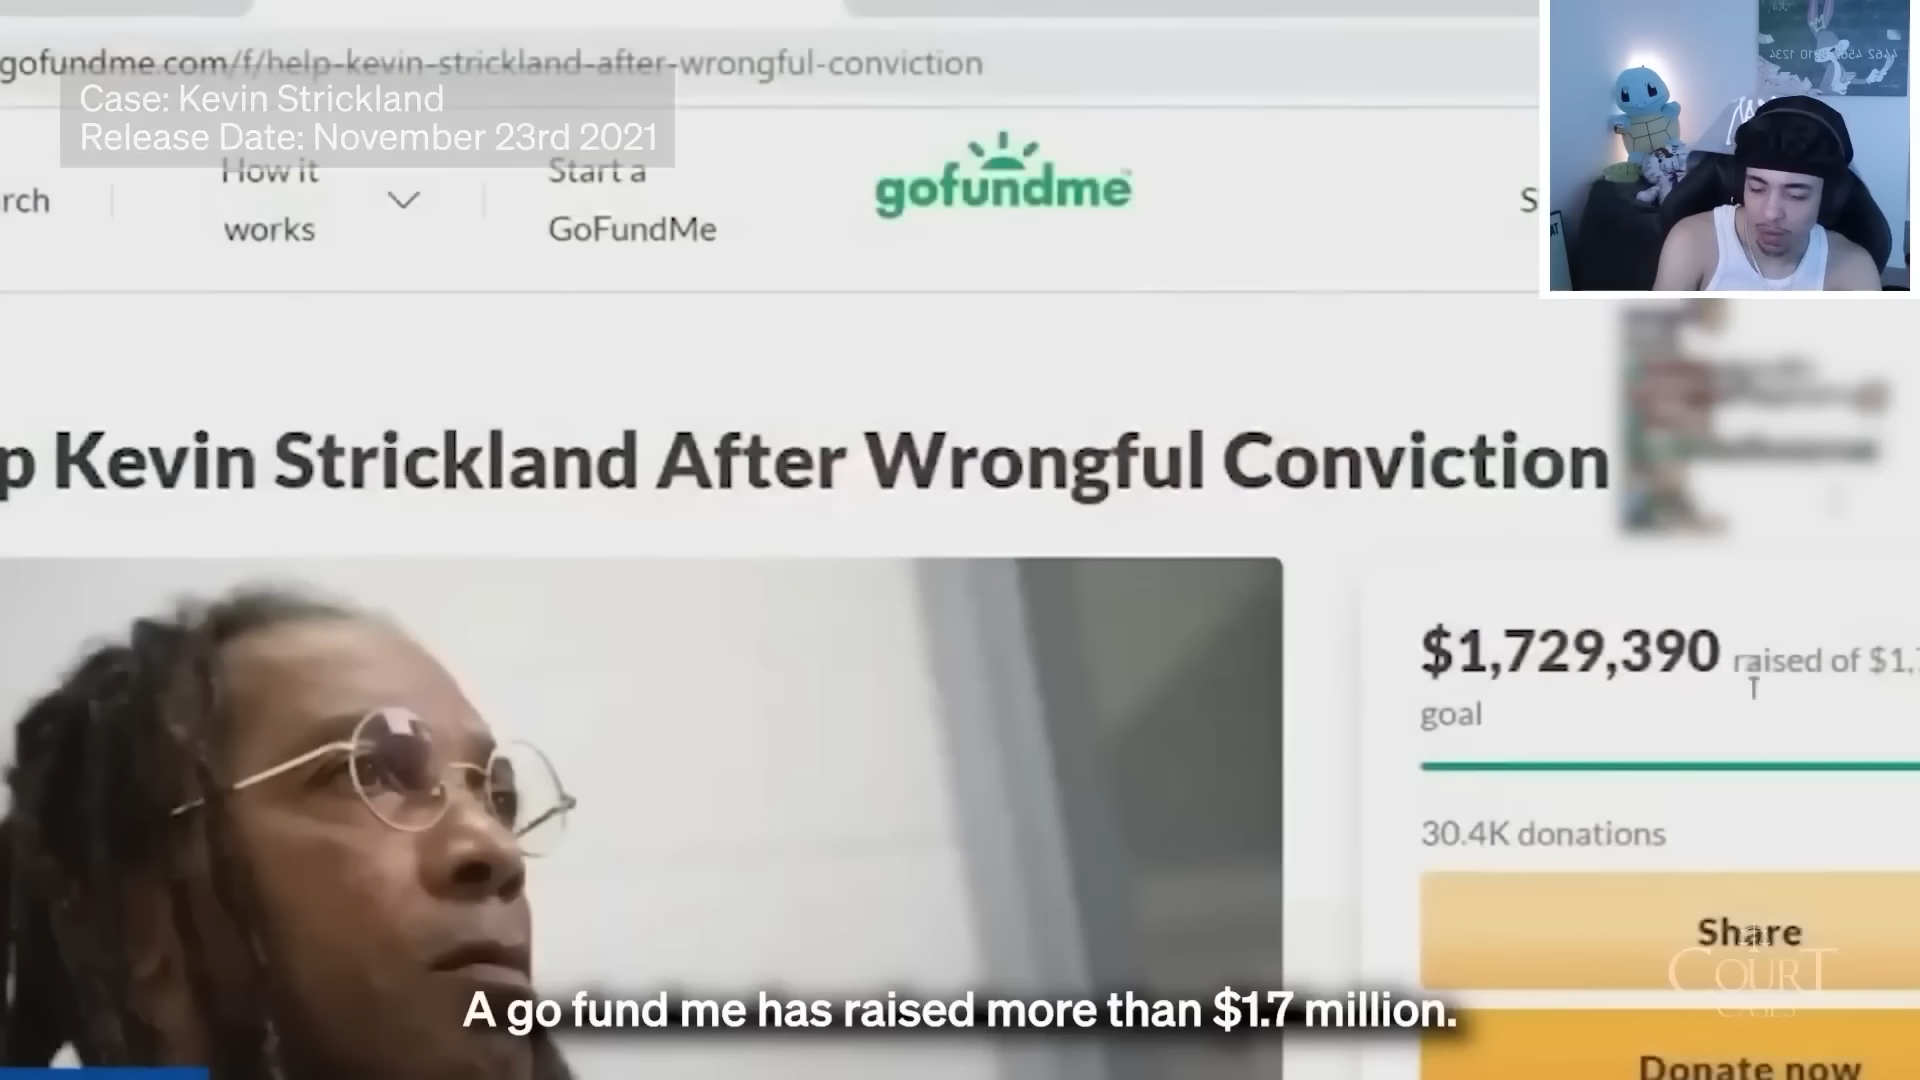 gofundme.com/f/help-kevin-strickland-after-wrongful-conviction
Case: Kevin Strickland
Release Date: November 23rd 2021
rch
How it
works
Start a
GoFundMe
gofundme
S
p Kevin Strickland After Wrongful Conviction
$1,729,390 raised of $1,
goal
30.4K donations
Share
COURT
CASES
A go fund me has raised more than $1.7 million.
Donate now